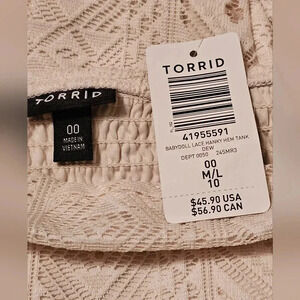 TORRID
00
MADE IN
VIETNAM
TORRID
41955591
BABYDOLL LACE HANKY HEM TANK
DEW
DEPT 0050 24SMR3
00
M/L
10
$45.90 USA
$56.90 CAN